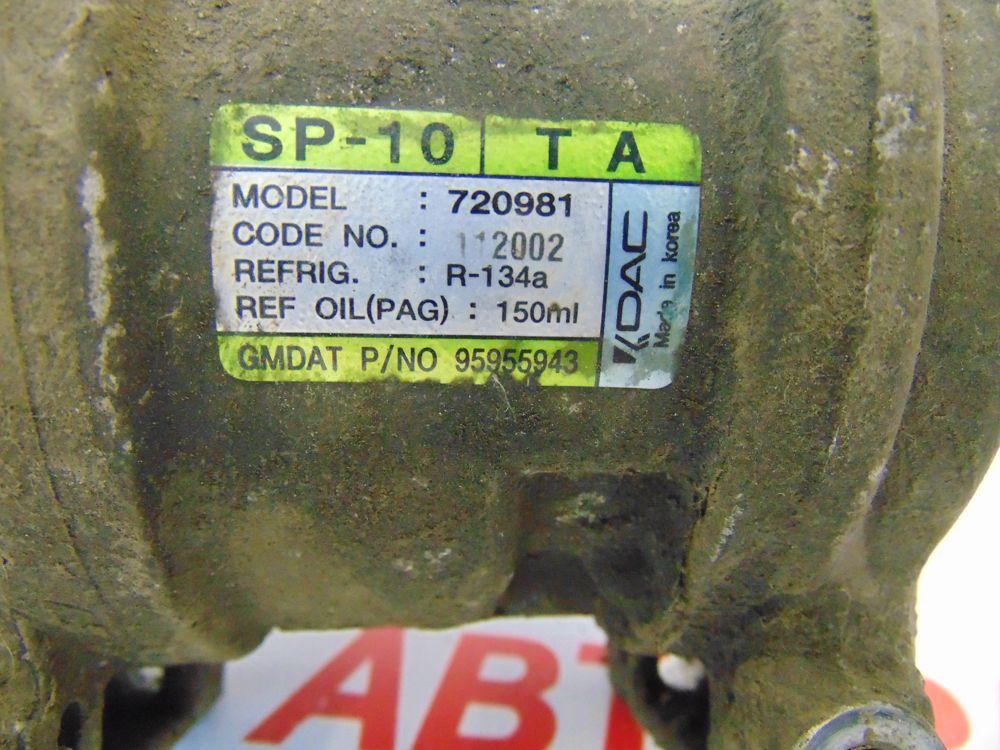 SP-10 T A
MODEL : 720981
CODE NO. : 112002
REFRIG. : R-134a
REF OIL(PAG) : 150ml
GMDAT P/NO 95955943
KDAC
Made in korea
АВТ